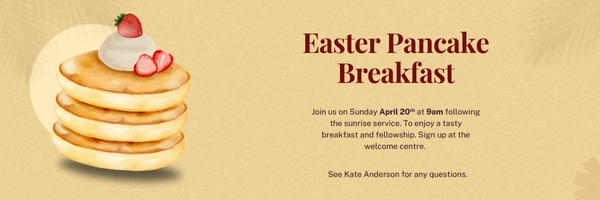 Easter Pancake
Breakfast
Join us on Sunday April 20th at 9am following
the sunrise service. To enjoy a tasty
breakfast and fellowship. Sign up at the
welcome centre.
See Kate Anderson for any questions.